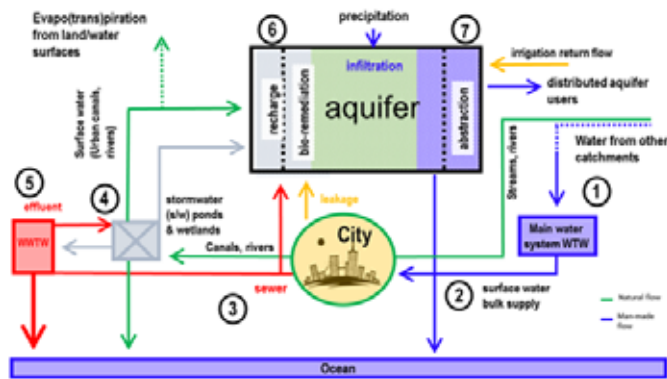 Evapo(trans)piration
from land/water
surfaces
6
precipitation
7
infiltration
aquifer
recharge
bio-remediation
abstraction
irrigation return flow
distributed aquifer
users
Surface water
(Urban canals,
rivers)
Streams, rivers
Water from other
catchments
5
effluent
4
stormwater
(s/w) ponds
& wetlands
leakage
1
WWTW
Canals, rivers
City
Main water
system WTW
3
sewer
2
surface water
bulk supply
Natural flow
Man-made
flow
Ocean